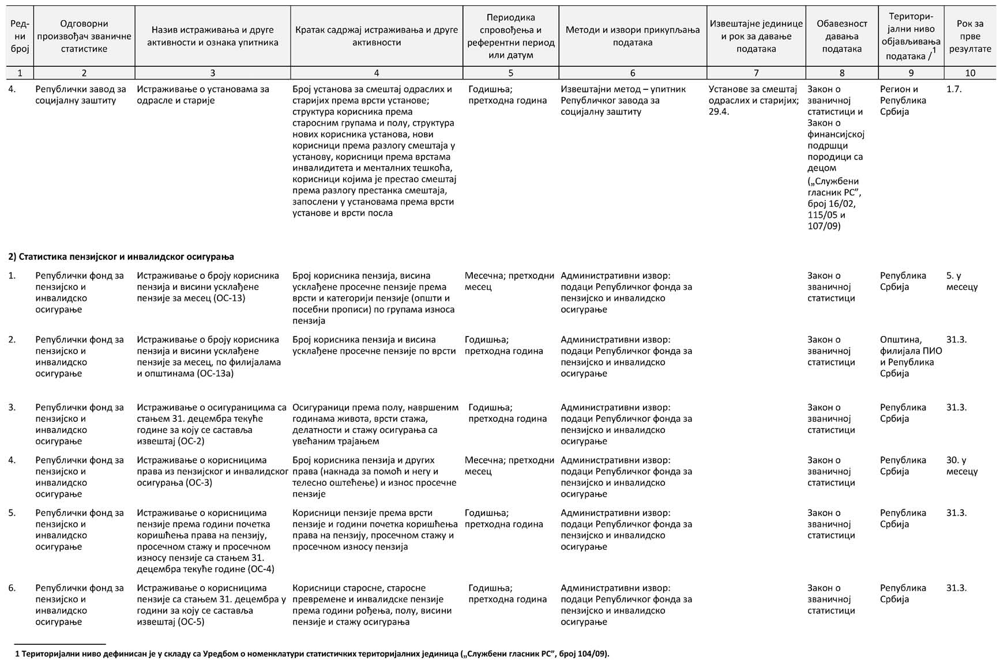 Ред-
ни
број
Одговорни
произвођач званичне
статистике
Назив истраживања и друге
активности и ознака упитника
Кратак садржај истраживања и друге
активности
Периодика
спровођења и
референтни период
или датум
Методи и извори прикупљања
података
Извештајне јединице
и рок за давање
података
Обавезност
давања
података
Територи-
јални ниво
објављивања
података /1
Рок за
прве
резултате
1 2 3 4 5 6 7 8 9 10
4.
Републички завод за
социјалну заштиту
Истраживање о установама за
одрасле и старије
Број установа за смештај одраслих и
старијих према врсти установе;
структура корисника према
старосним групама и полу, структура
нових корисника установа, нови
корисници према разлогу смештаја у
установу, корисници према врстама
инвалидитета и менталних тешкоћа,
корисници којима је престао смештај
према разлогу престанка смештаја,
запослени у установама према врсти
установе и врсти посла
Годишња;
претходна година
Извештајни метод – упитник
Републичког завода за
социјалну заштиту
Установе за смештај
одраслих и старијих;
29.4.
Закон о
званичној
статистици и
Закон о
финансијској
подршци
породици са
децом
(„Службени
гласник РС”,
број 16/02,
115/05 и
107/09)
Регион и
Република
Србија
1.7.
2) Статистика пензијског и инвалидског осигурања
1.
Републички фонд за
пензијско и
инвалидско
осигурање
Истраживање о броју корисника
пензија и висини усклађене
пензије за месец (ОС-13)
Број корисника пензија, висина
усклађене просечне пензије према
врсти и категорији пензије (општи и
посебни прописи) по групама износа
пензија
Месечна; претходни
месец
Административни извор:
подаци Републичког фонда за
пензијско и инвалидско
осигурање
Закон о
званичној
статистици
Република
Србија
5. у
месецу
2.
Републички фонд за
пензијско и
инвалидско
осигурање
Истраживање о броју корисника
пензија и висини усклађене
пензије за месец, по филијалама
и општинама (ОС-13а)
Број корисника пензија и висина
усклађене просечне пензије по врсти
Годишња;
претходна година
Административни извор:
подаци Републичког фонда за
пензијско и инвалидско
осигурање
Закон о
званичној
статистици
Општина,
филијала ПИО
и Република
Србија
31.3.
3.
Републички фонд за
пензијско и
инвалидско
осигурање
Истраживање о осигураницима са
стањем 31. децембра текуће
године за коју се саставља
извештај (ОС-2)
Осигураници према полу, навршеним
годинама живота, врсти стажа,
делатности и стажу осигурања са
увећаним трајањем
Годишња;
претходна година
Административни извор:
подаци Републичког фонда за
пензијско и инвалидско
осигурање
Закон о
званичној
статистици
Република
Србија
31.3.
4.
Републички фонд за
пензијско и
инвалидско
осигурање
Истраживање о корисницима
права из пензијског и инвалидског
осигурања (ОС-3)
Број корисника пензија и других
права (накнада за помоћ и негу и
телесно оштећење) и износ просечне
пензије
Месечна; претходни
месец
Административни извор:
подаци Републичког фонда за
пензијско и инвалидско
осигурање
Закон о
званичној
статистици
Република
Србија
30. у
месецу
5.
Републички фонд за
пензијско и
инвалидско
осигурање
Истраживање о корисницима
пензије према години почетка
коришћења права на пензију,
просечном стажу и просечном
износу пензије са стањем 31.
децембра текуће године (ОС-4)
Корисници пензије према врсти
пензије и години почетка коришћења
права на пензију, просечном стажу и
просечном износу пензија
Годишња;
претходна година
Административни извор:
подаци Републичког фонда за
пензијско и инвалидско
осигурање
Закон о
званичној
статистици
Република
Србија
31.3.
6.
Републички фонд за
пензијско и
инвалидско
осигурање
Истраживање о корисницима
пензије са стањем 31. децембра у
години за коју се саставља
извештај (ОС-5)
Корисници старосне, старосне
превремене и инвалидске пензије
према години рођења, полу, висини
пензије и стажу осигурања
Годишња;
претходна година
Административни извор:
подаци Републичког фонда за
пензијско и инвалидско
осигурање
Закон о
званичној
статистици
Република
Србија
31.3.
1 Територијални ниво дефинисан је у складу са Уредбом о номенклатури статистичких територијалних јединица („Службени гласник РС”, број 104/09).